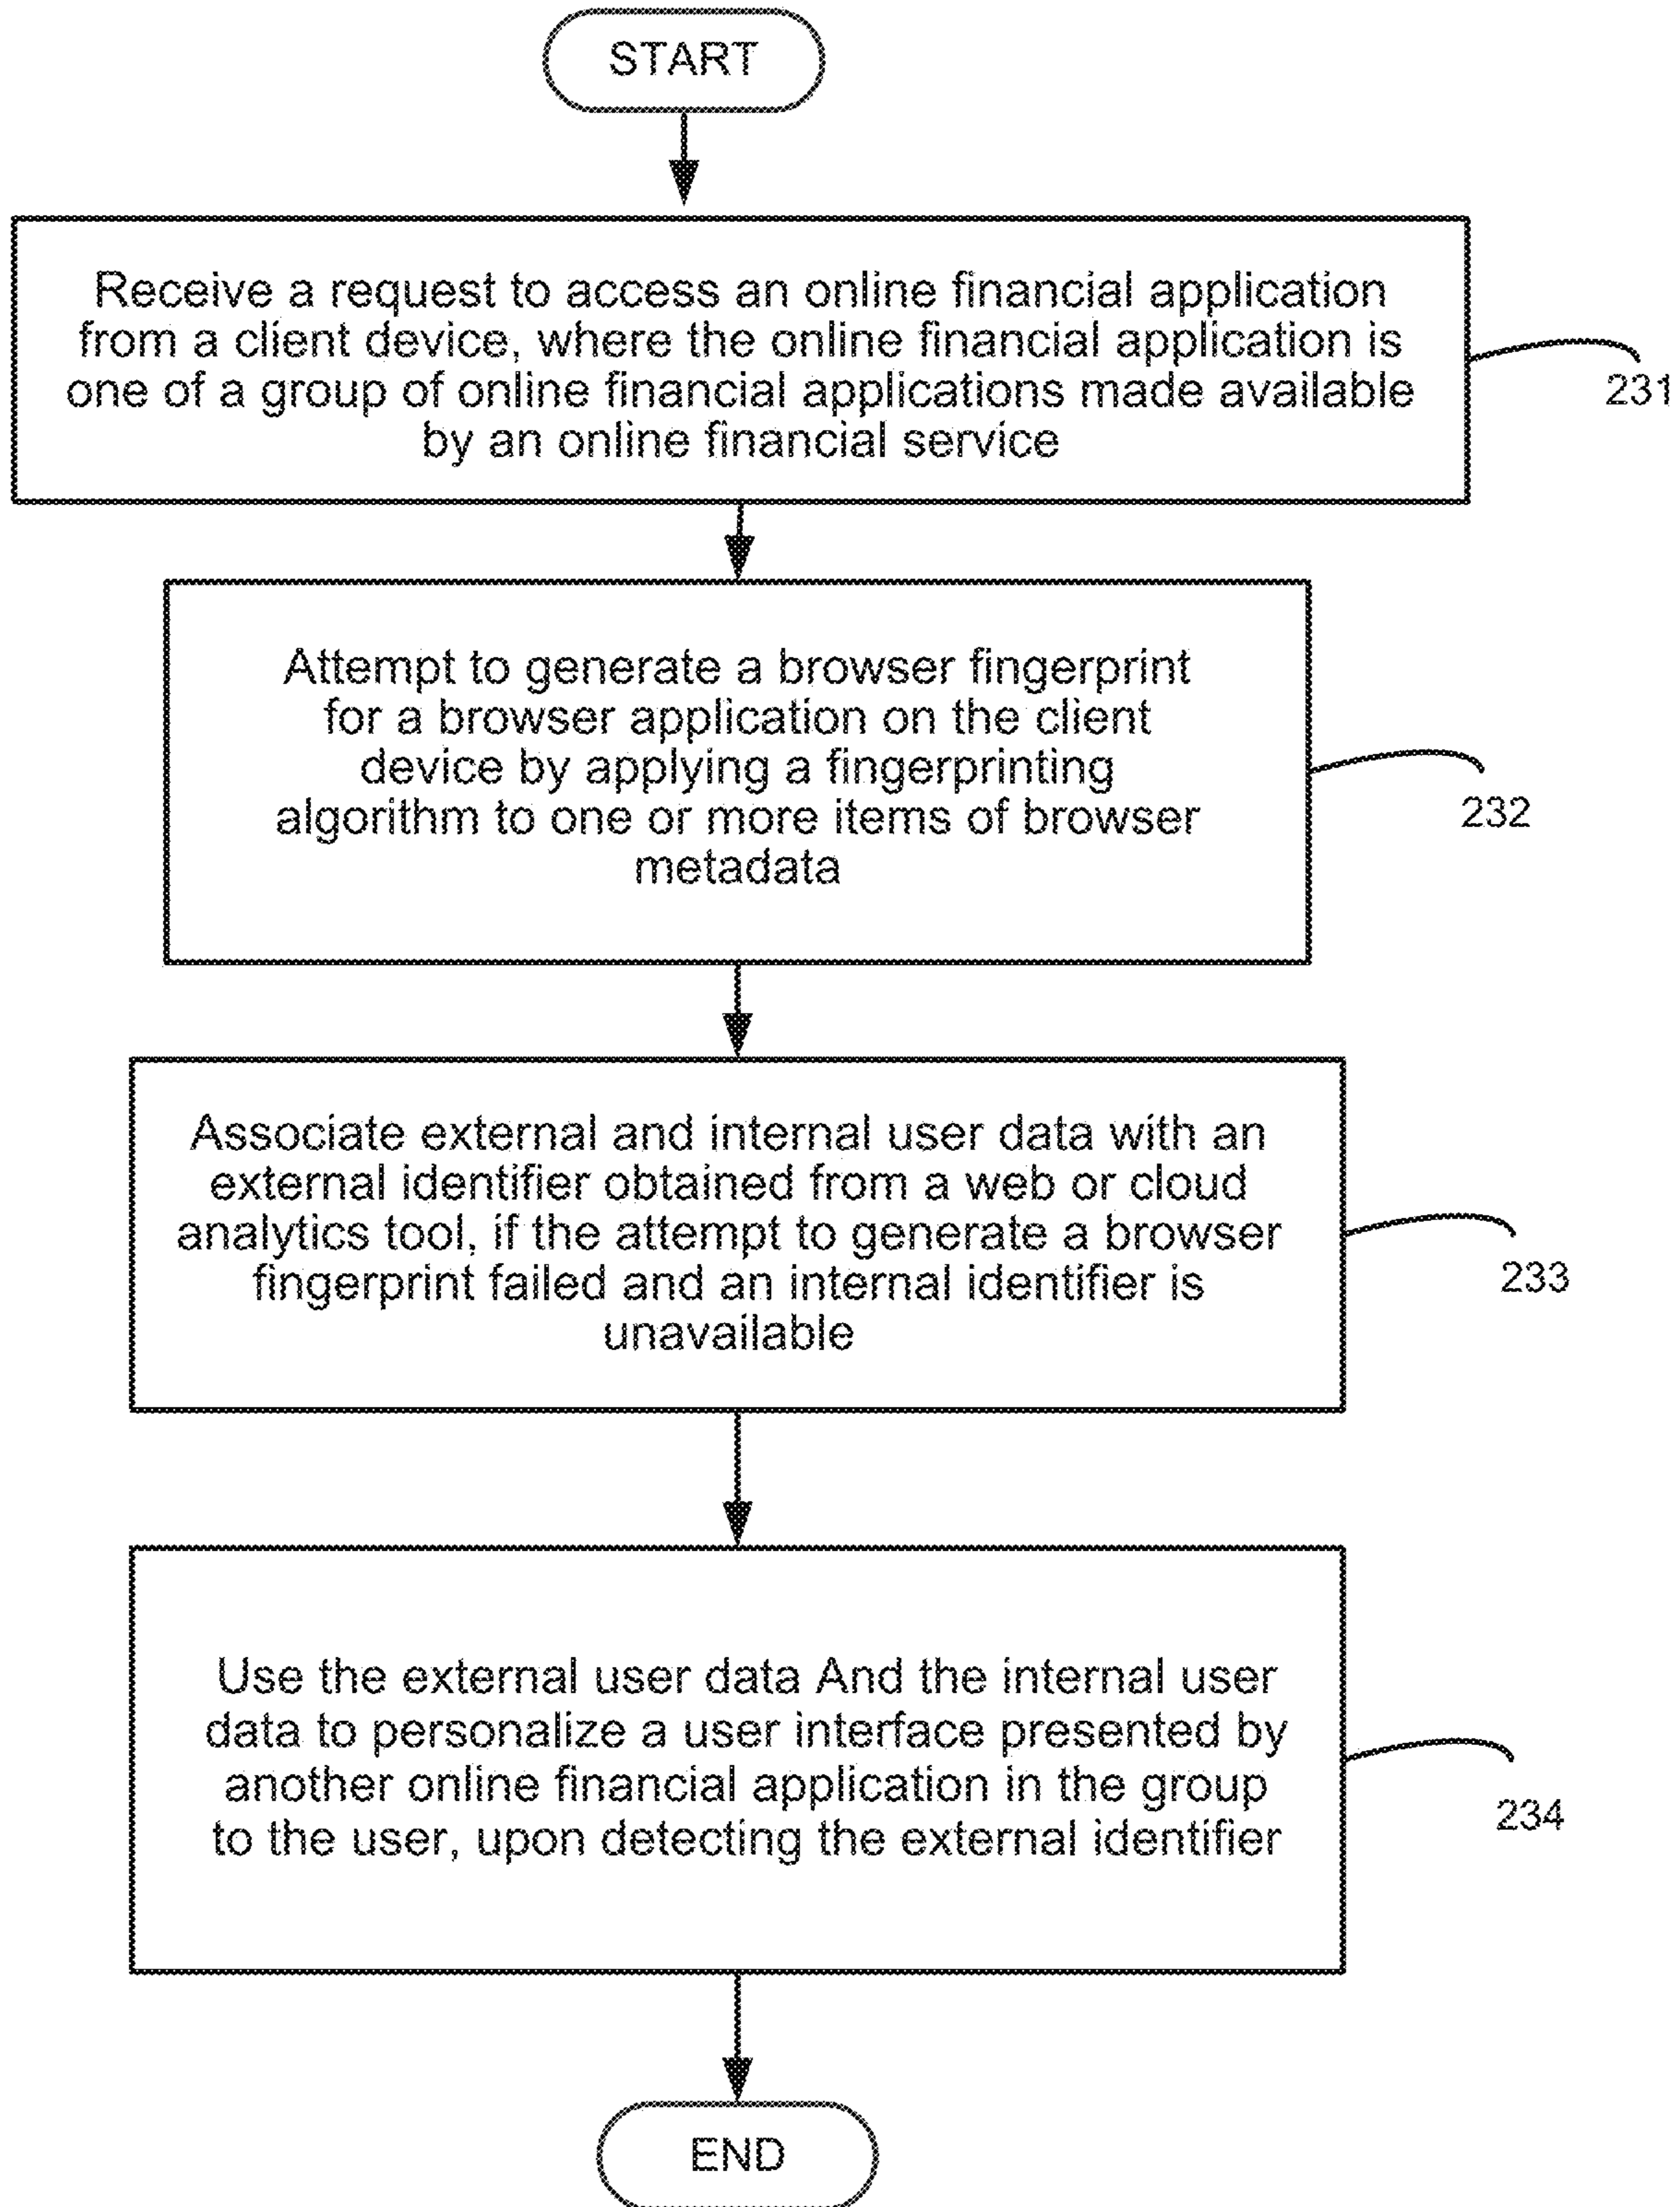 START
Receive a request to access an online financial application
from a client device, where the online financial application is
one of a group of online financial applications made available
by an online financial service
231
Attempt to generate a browser fingerprint
for a browser application on the client
device by applying a fingerprinting
algorithm to one or more items of browser
metadata
232
Associate external and internal user data with an
external identifier obtained from a web or cloud
analytics tool, if the attempt to generate a browser
fingerprint failed and an internal identifier is
unavailable
233
Use the external user data And the internal user
data to personalize a user interface presented by
another online financial application in the group
to the user, upon detecting the external identifier
234
END